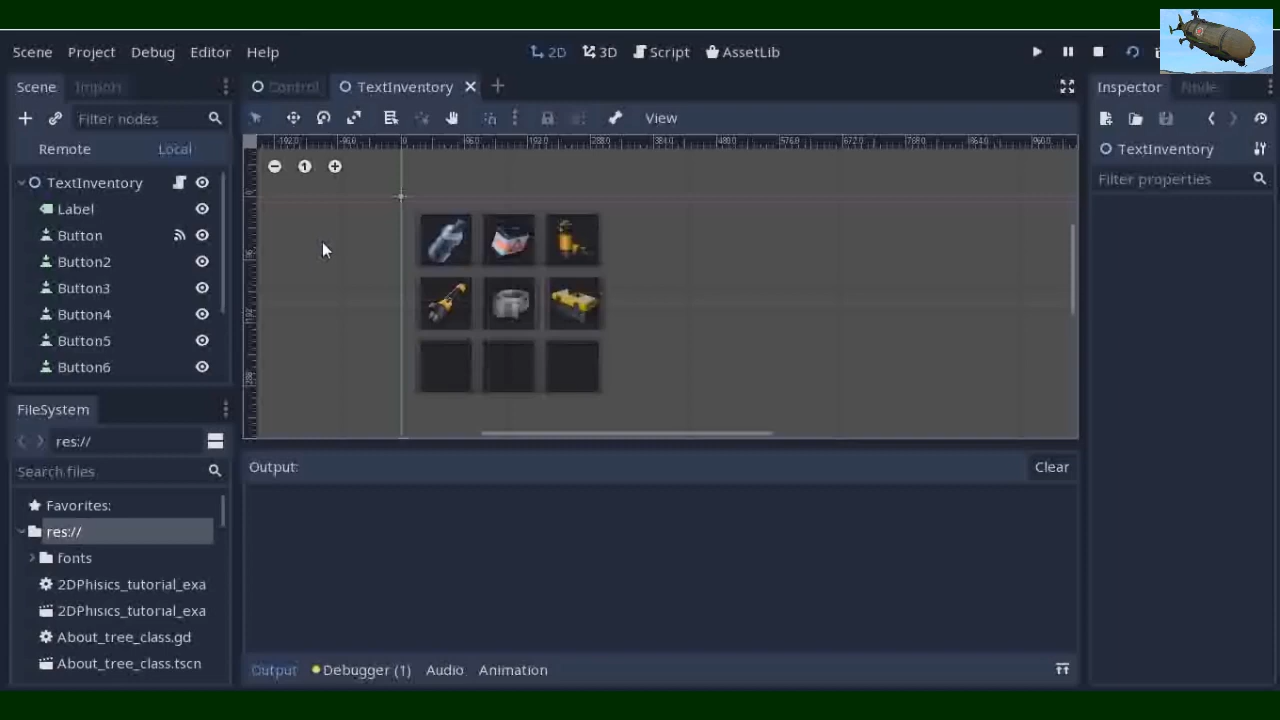 Scene Project Debug Editor Help
2D 3D Script AssetLib
Scene Import
Control TextInventory
Inspector Node
Filter nodes
View
Remote Local
TextInventory
Filter properties
TextInventory
Label
Button
Button2
Button3
Button4
Button5
Button6
FileSystem
res://
Search files
Favorites:
res://
fonts
2DPhisics_tutorial_exa
2DPhisics_tutorial_exa
About_tree_class.gd
About_tree_class.tscn
Output:
Clear
Output Debugger (1) Audio Animation